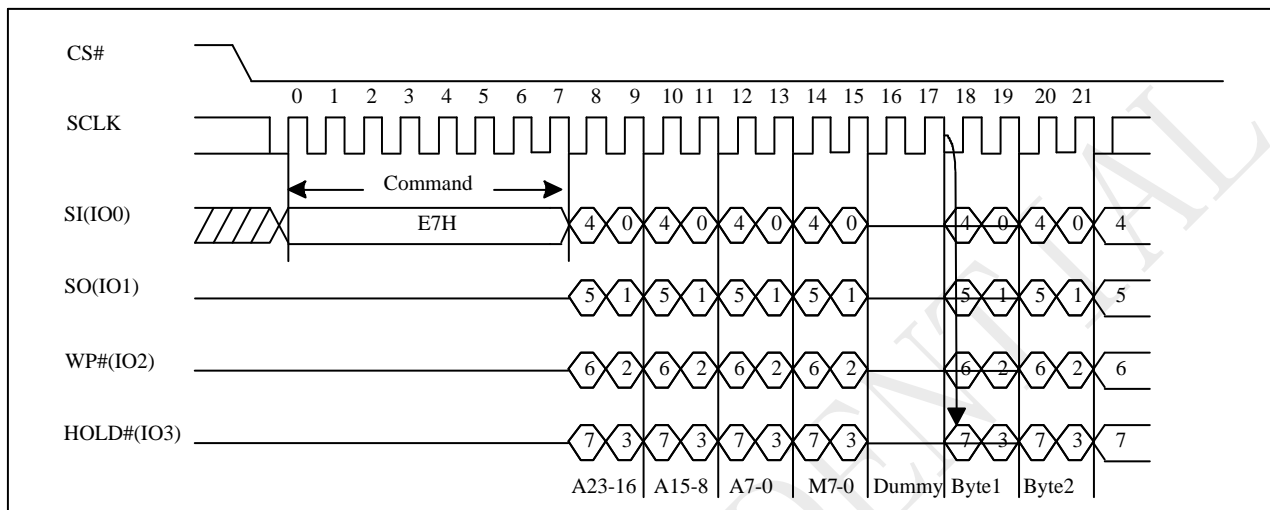 CS#
0 1 2 3 4 5 6 7 8 9 10 11 12 13 14 15 16 17 18 19 20 21
SCLK
Command
SI(IO0) E7H 4 0 4 0 4 0 4 0 4 0 4 0 4
SO(IO1) 5 1 5 1 5 1 5 1 5 1 5 1 5
WP#(IO2) 6 2 6 2 6 2 6 2 6 2 6 2 6
HOLD#(IO3) 7 3 7 3 7 3 7 3 7 3 7 3 7
A23-16 A15-8 A7-0 M7-0 Dummy Byte1 Byte2
DENTIAL